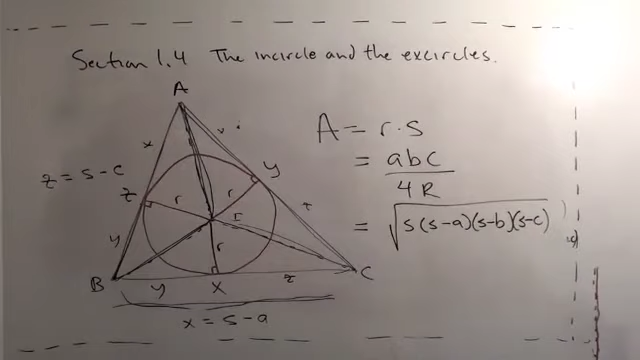 Section 1.4 The incircle and the excircles.
A
x
z = s - c
z
y
r
r
r
r
y
z
B
y
X
z
C
x = s - a
A = r·s
= abc
4R
= √s(s-a)(s-b)(s-c)